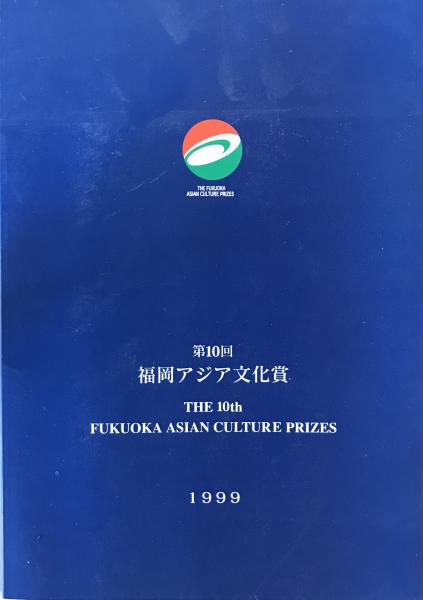 THE FUKUOKA
ASIAN CULTURE PRIZES
第10回
福岡アジア文化賞
THE 10th
FUKUOKA ASIAN CULTURE PRIZES
1999